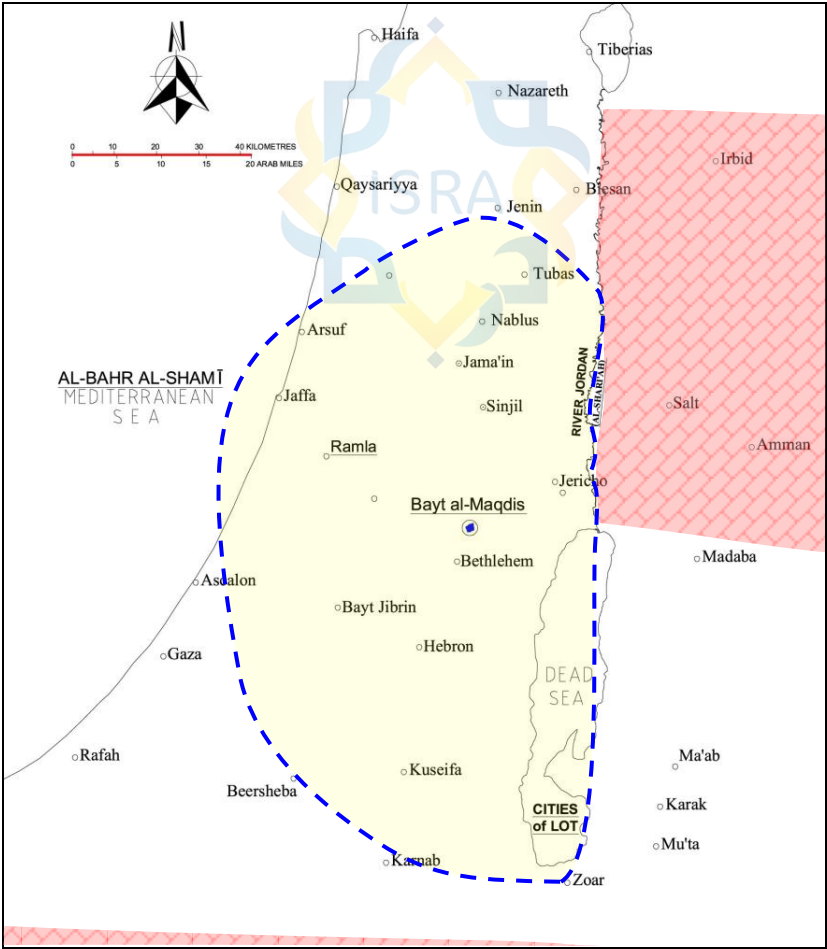 N
Haifa
Tiberias
Nazareth
0 10 20 30 40 KILOMETRES
0 5 10 15 20 ARAB MILES
Irbid
ISRA
Qaysariyya
Biesan
Jenin
Tubas
Nablus
Arsuf
Jama'in
AL-BAHR AL-SHAMĪ
MEDITERRANEAN
SEA
Jaffa
Sinjil
RIVER JORDAN
(AL-SHARI'AH)
Salt
Ramla
Amman
Jericho
Bayt al-Maqdis
Madaba
Bethlehem
Ascalon
Bayt Jibrin
Hebron
Gaza
DEAD
SEA
Rafah
Ma'ab
Kuseifa
Beersheba
CITIES
of LOT
Karak
Mu'ta
Karnab
Zoar